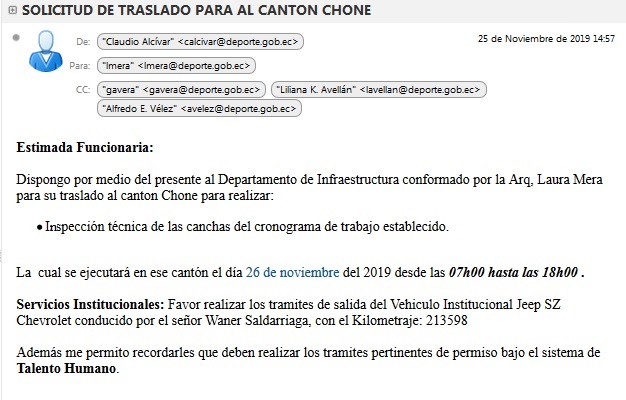 SOLICITUD DE TRASLADO PARA AL CANTON CHONE
De: "Claudio Alcívar" <calcivar@deporte.gob.ec>
25 de Noviembre de 2019 14:57
Para: "lmera" <lmera@deporte.gob.ec>
CC: "gavera" <gavera@deporte.gob.ec> "Liliana K. Avellán" <lavellan@deporte.gob.ec>
"Alfredo E. Vélez" <avelez@deporte.gob.ec>
Estimada Funcionaria:
Dispongo por medio del presente al Departamento de Infraestructura conformado por la Arq, Laura Mera
para su traslado al canton Chone para realizar:
• Inspección técnica de las canchas del cronograma de trabajo establecido.
La cual se ejecutará en ese cantón el día 26 de noviembre del 2019 desde las 07h00 hasta las 18h00 .
Servicios Institucionales: Favor realizar los tramites de salida del Vehiculo Institucional Jeep SZ
Chevrolet conducido por el señor Waner Saldarriaga, con el Kilometraje: 213598
Además me permito recordarles que deben realizar los tramites pertinentes de permiso bajo el sistema de
Talento Humano.